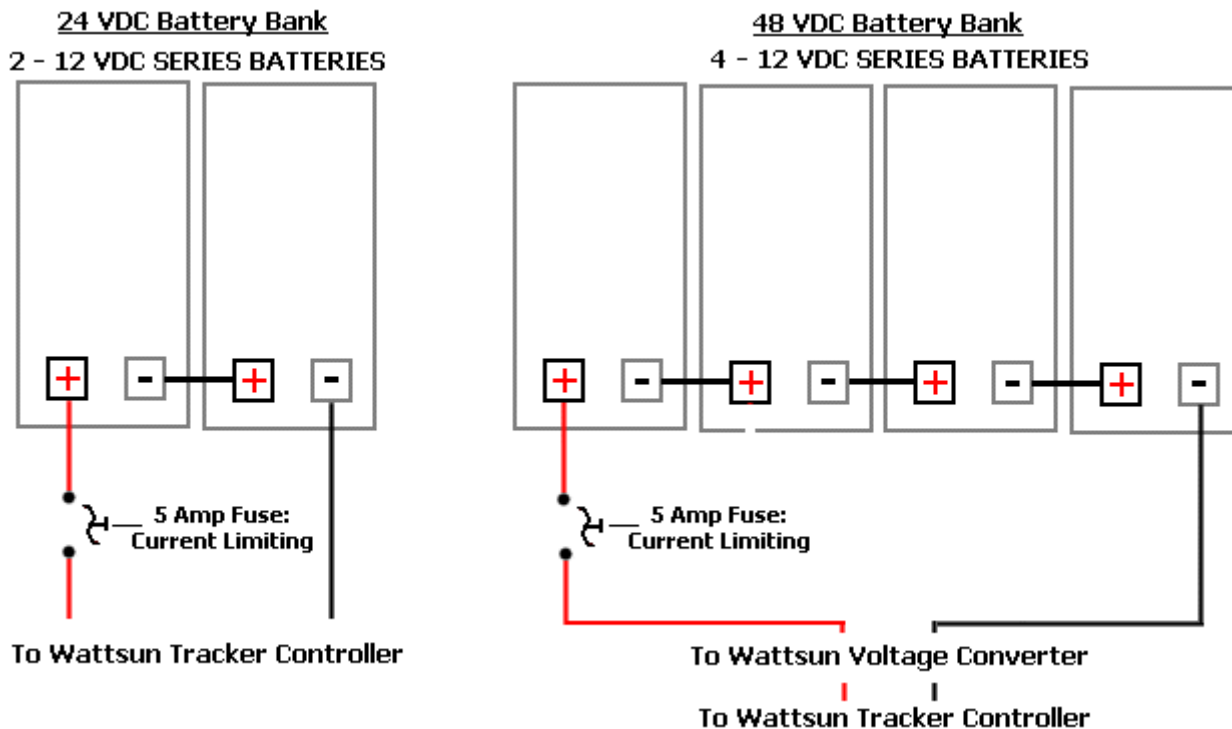 24 VDC Battery Bank
2 - 12 VDC SERIES BATTERIES
+ - + -
5 Amp Fuse:
Current Limiting
To Wattsun Tracker Controller
48 VDC Battery Bank
4 - 12 VDC SERIES BATTERIES
+ - + - + - + -
5 Amp Fuse:
Current Limiting
To Wattsun Voltage Converter
To Wattsun Tracker Controller